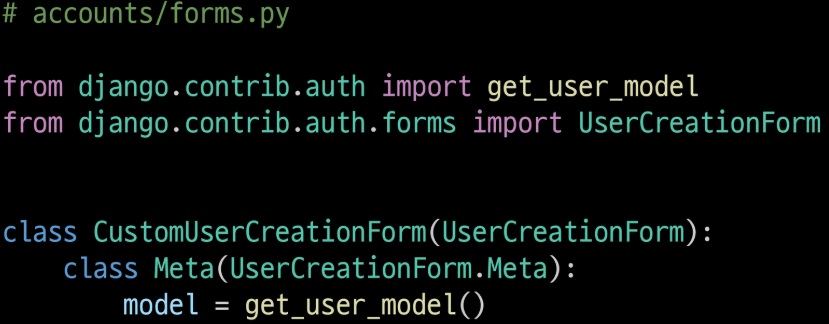 # accounts/forms.py
from django.contrib.auth import get_user_model
from django.contrib.auth.forms import UserCreationForm
class CustomUserCreationForm(UserCreationForm):
    class Meta(UserCreationForm.Meta):
        model = get_user_model()